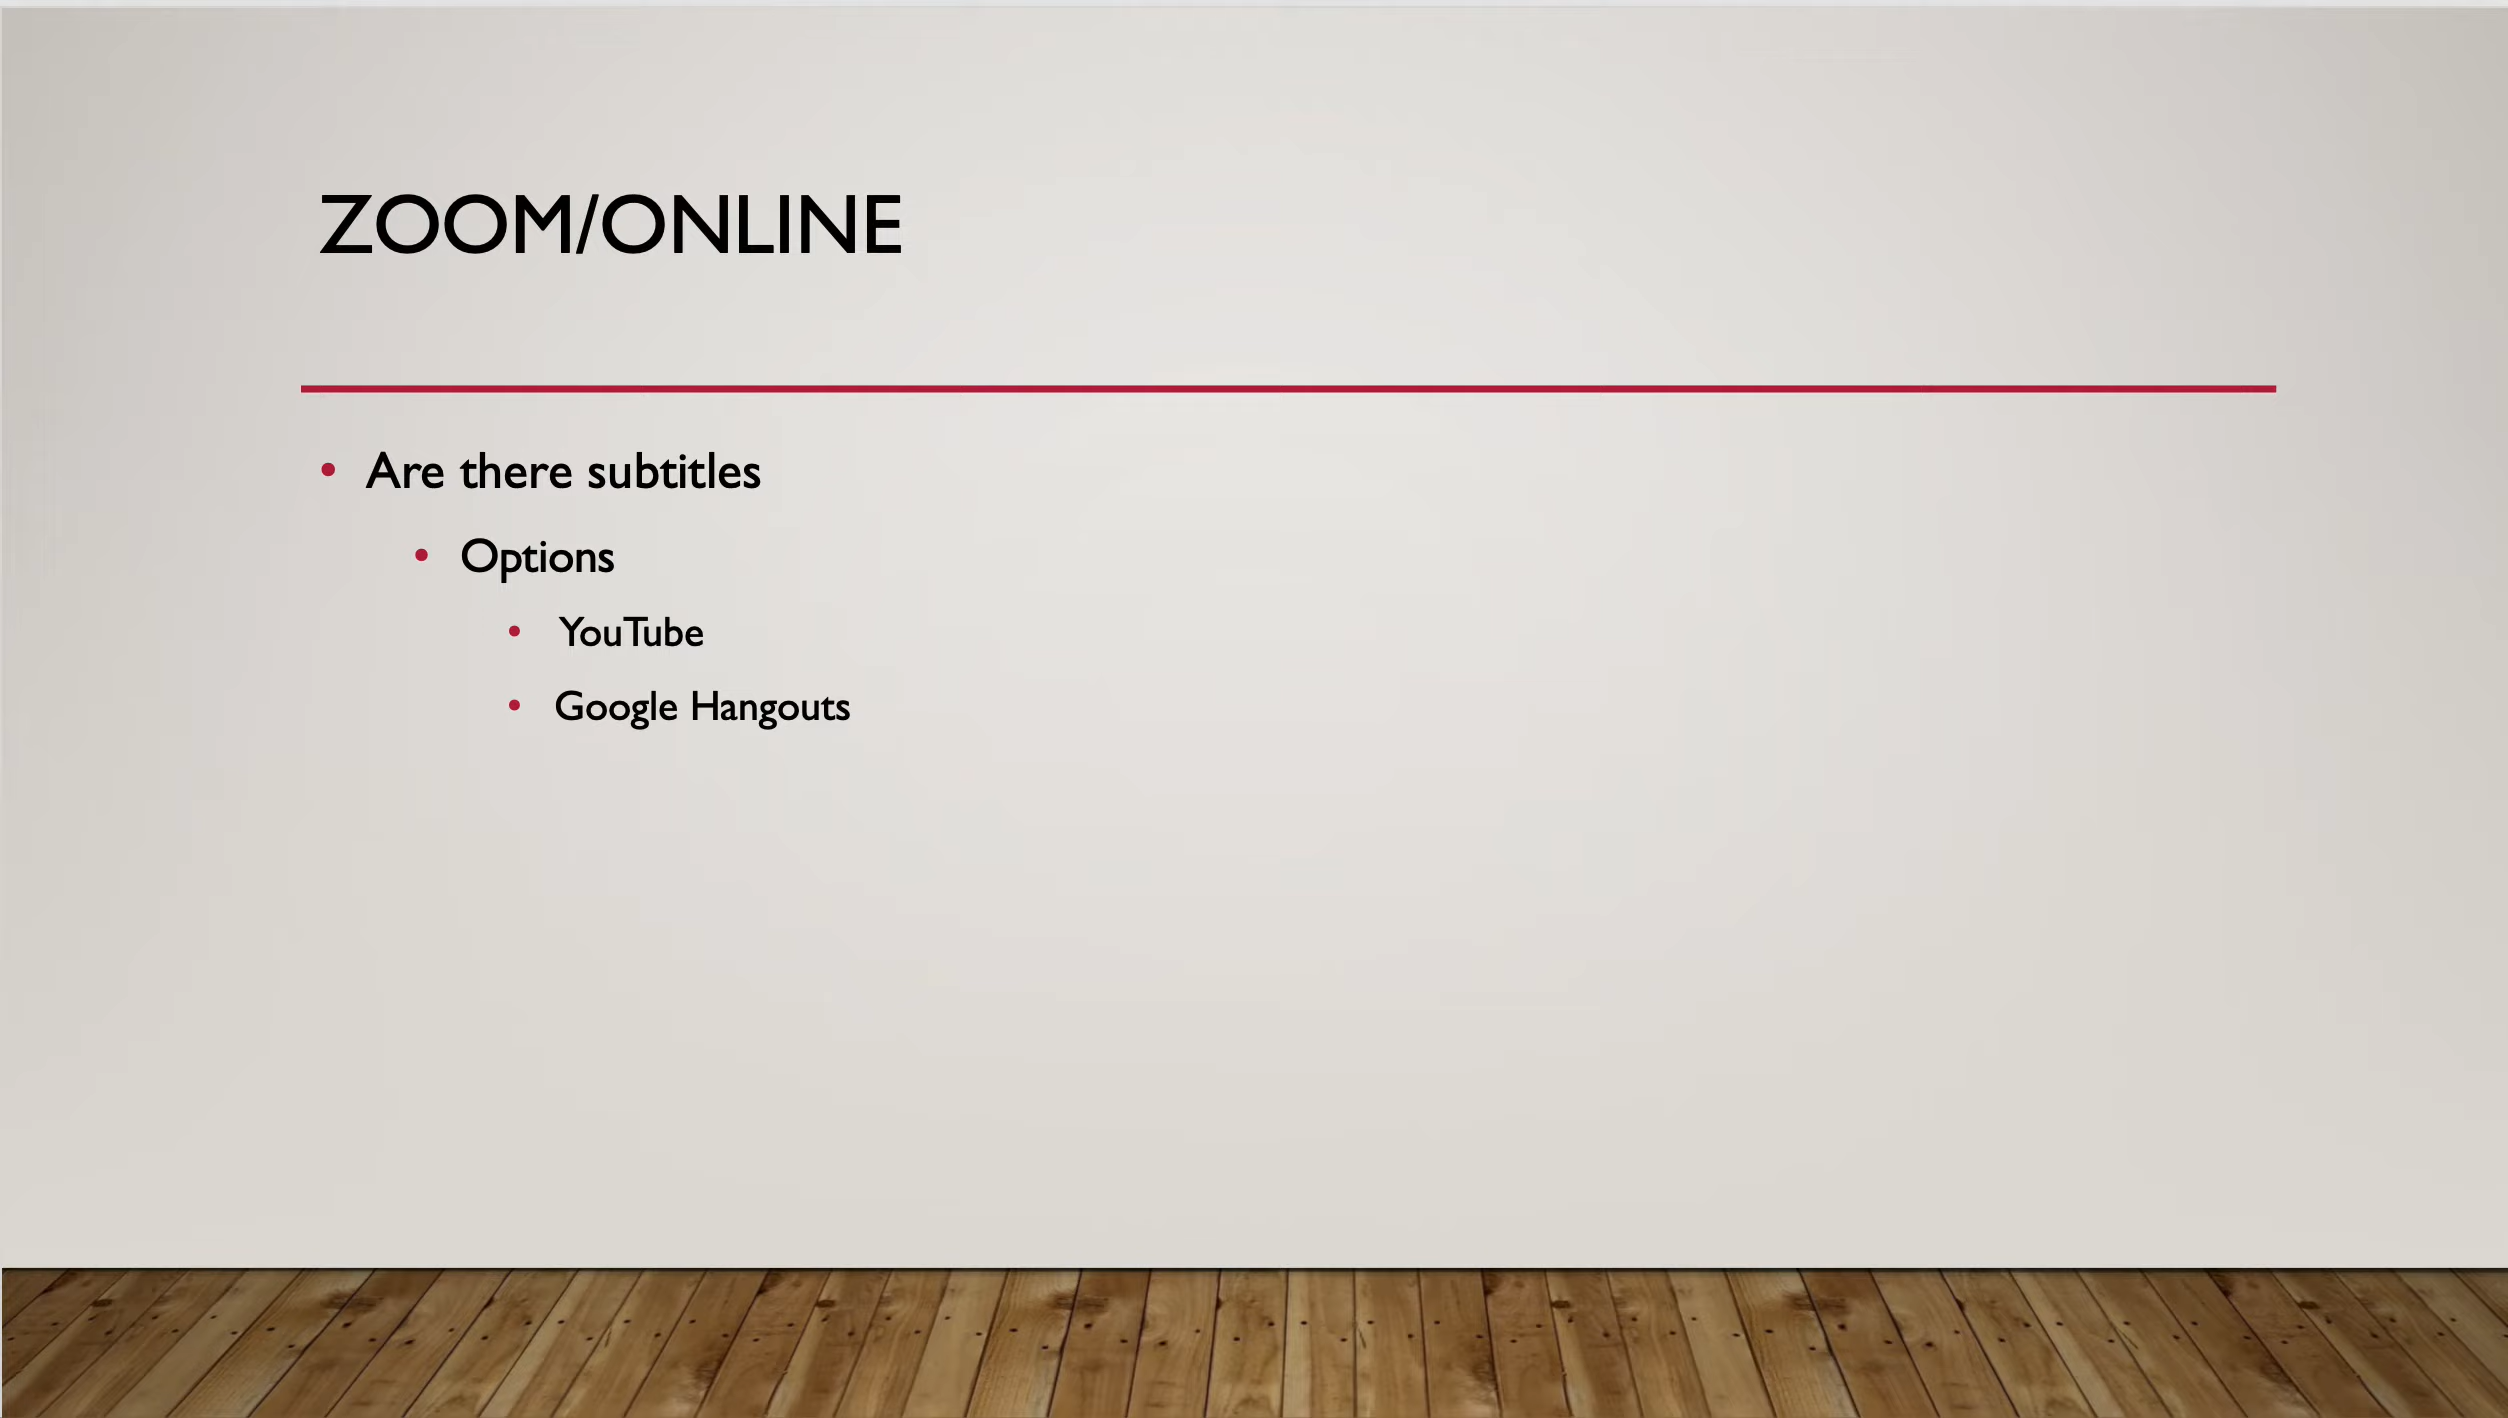 ZOOM/ONLINE
• Are there subtitles
• Options
• YouTube
• Google Hangouts